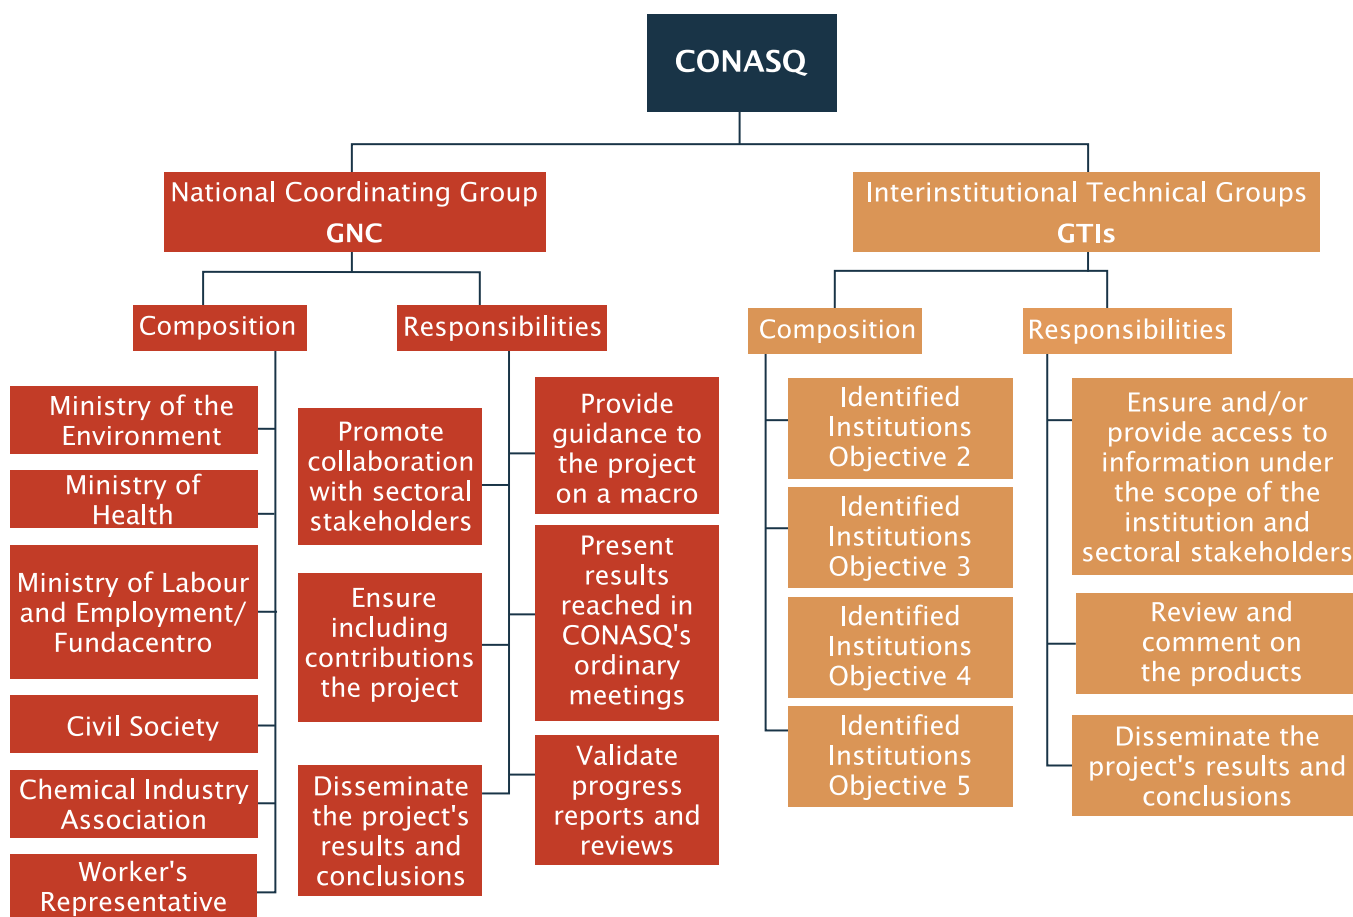 CONASQ
National Coordinating Group
GNC
Composition
Ministry of the
Environment
Ministry of
Health
Ministry of Labour
and Employment/
Fundacentro
Civil Society
Chemical Industry
Association
Worker's
Representative
Responsibilities
Promote
collaboration
with sectoral
stakeholders
Ensure
including
contributions
the project
Disseminate
the project's
results and
conclusions
Provide
guidance to
the project
on a macro
Present
results
reached in
CONASQ's
ordinary
meetings
Validate
progress
reports and
reviews
Interinstitutional Technical Groups
GTIs
Composition
Identified
Institutions
Objective 2
Identified
Institutions
Objective 3
Identified
Institutions
Objective 4
Identified
Institutions
Objective 5
Responsibilities
Ensure and/or
provide access to
information under
the scope of the
institution and
sectoral stakeholders
Review and
comment on
the products
Disseminate the
project's results and
conclusions